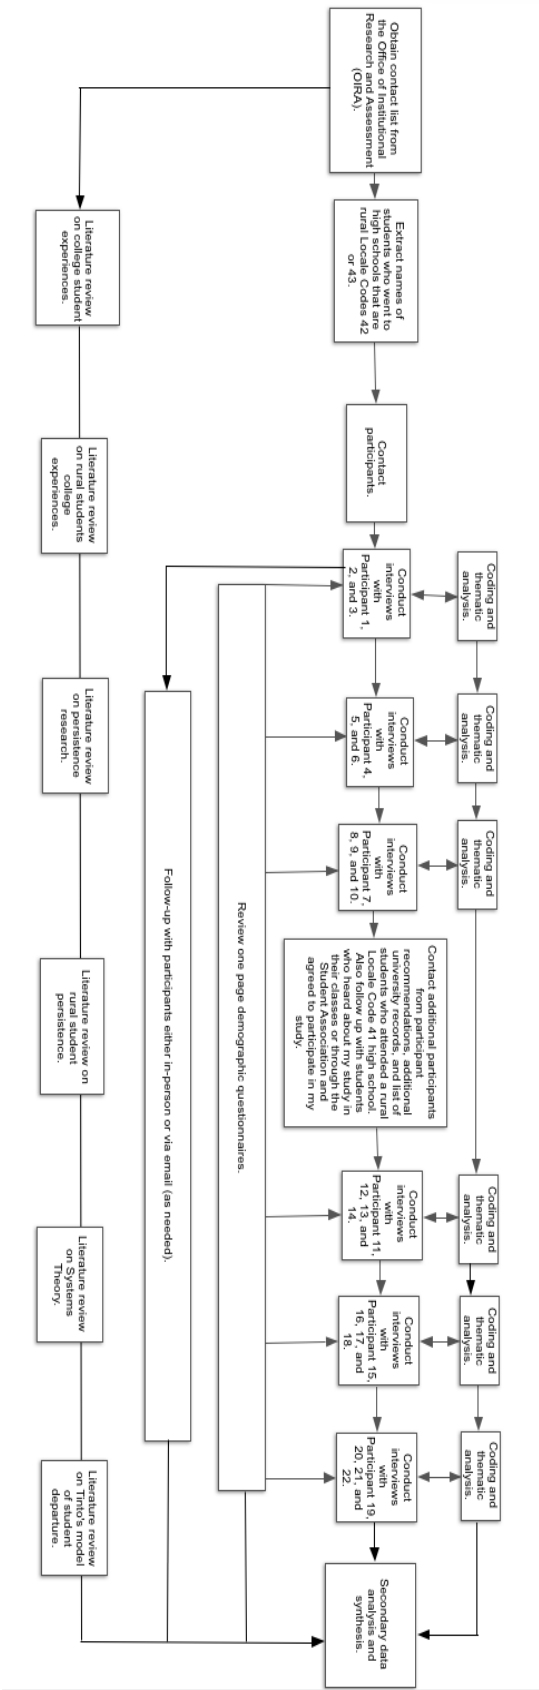 Obtain contact list from
the Office of Institutional
Research and Assessment
(OIRA).
Extract names of
students who went to
high schools that are
rural Locale Codes 42
or 43.
Contact
participants.
Coding and
thematic
analysis.
Coding and
thematic
analysis.
Coding and
thematic
analysis.
Coding and
thematic
analysis.
Coding and
thematic
analysis.
Coding and
thematic
analysis.
Conduct
interviews
with
Participant 1,
2, and 3.
Conduct
interviews
with
Participant 4,
5, and 6.
Conduct
interviews
with
Participant 7,
8, 9, and 10.
Contact additional participants
from participant
recommendations, additional
university records, and list of
students who attended a rural
Locale Code 41 high school.
Also follow up with students
who heard about my study in
their classes or through the
Student Association and
agreed to participate in my
study.
Conduct
interviews
with
Participant 11,
12, 13, and
14.
Conduct
interviews
with
Participant 15,
16, 17, and
18.
Conduct
interviews
with
Participant 19,
20, 21, and
22.
Secondary data
analysis and
synthesis.
Review one page demographic questionnaires.
Follow-up with participants either in-person or via email (as needed).
Literature review
on college student
experiences.
Literature review
on rural students
college
experiences.
Literature review
on persistence
research.
Literature review on
rural student
persistence.
Literature review
on Systems
Theory.
Literature review
on Tinto's model
of student
departure.